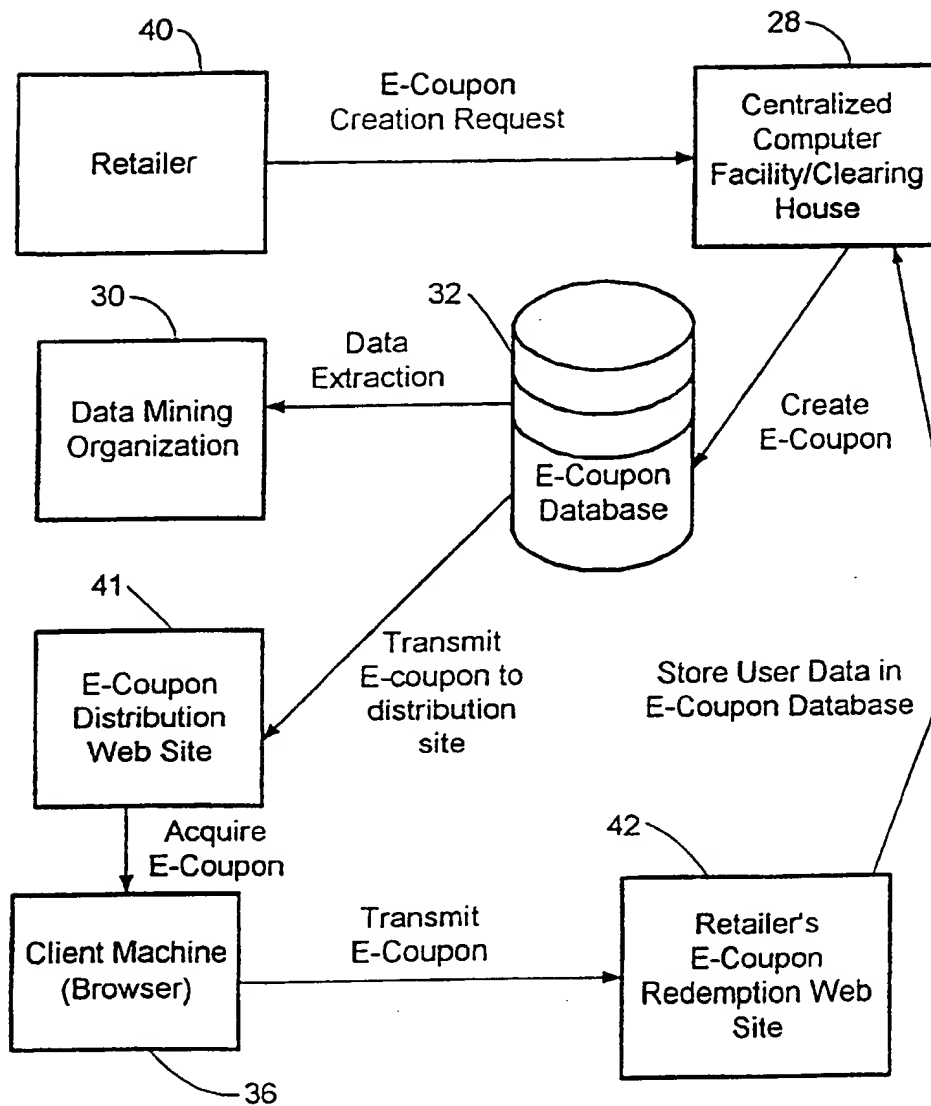 40
28
Retailer
E-Coupon
Creation Request
Centralized
Computer
Facility/Clearing
House
30
32
Data Mining
Organization
Data
Extraction
E-Coupon
Database
Create
E-Coupon
41
E-Coupon
Distribution
Web Site
Transmit
E-coupon to
distribution
site
Store User Data in
E-Coupon Database
Acquire
E-Coupon
42
Client Machine
(Browser)
Transmit
E-Coupon
Retailer's
E-Coupon
Redemption Web
Site
36